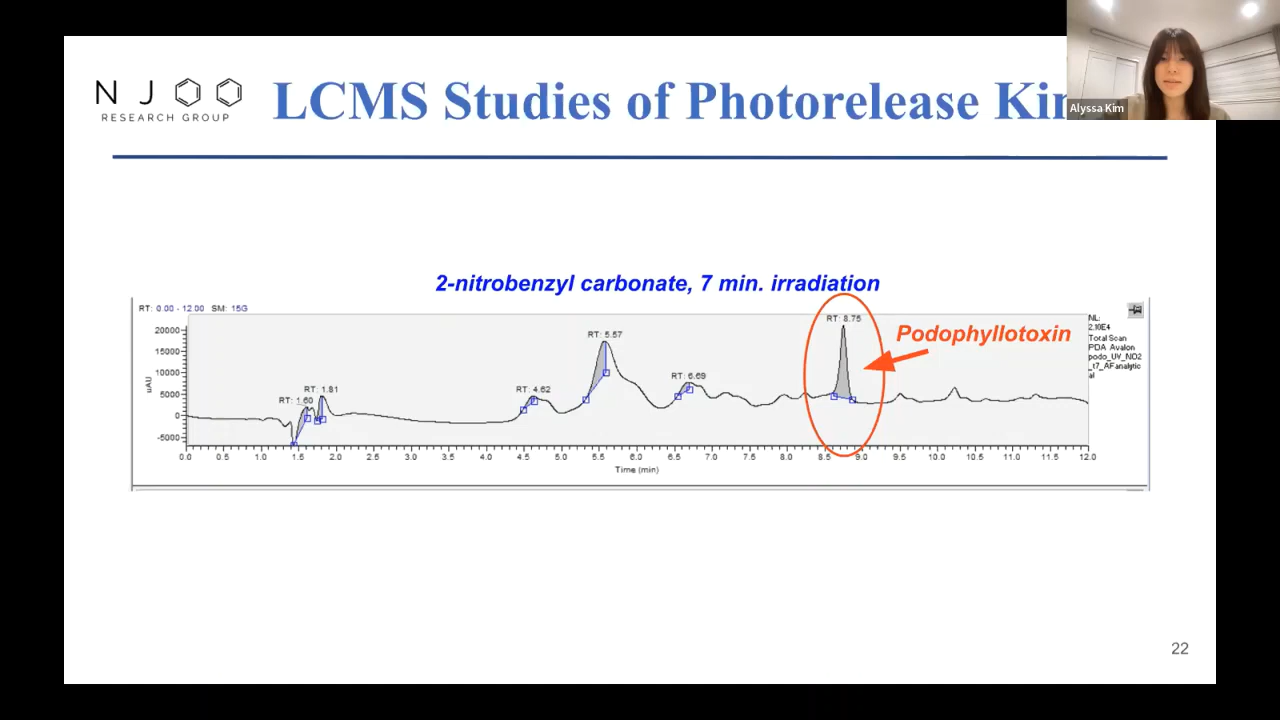 N J
RESEARCH GROUP
LCMS Studies of Photorelease Kin
Alyssa Kim
2-nitrobenzyl carbonate, 7 min. irradiation
RT: 0.00 - 12.00 SM: 15G
RT: 8.75
NL:
2.10E4
Total Scan
PDA Avalon
podo_UV_NO2
_t7_AFanalytic
al
Podophyllotoxin
RT: 5.57
RT: 6.69
RT: 4.62
RT: 1.81
RT: 1.60
20000
15000
10000
5000
0
-5000
uAU
0.0 0.5 1.0 1.5 2.0 2.5 3.0 3.5 4.0 4.5 5.0 5.5 6.0 6.5 7.0 7.5 8.0 8.5 9.0 9.5 10.0 10.5 11.0 11.5 12.0
Time (min)
22